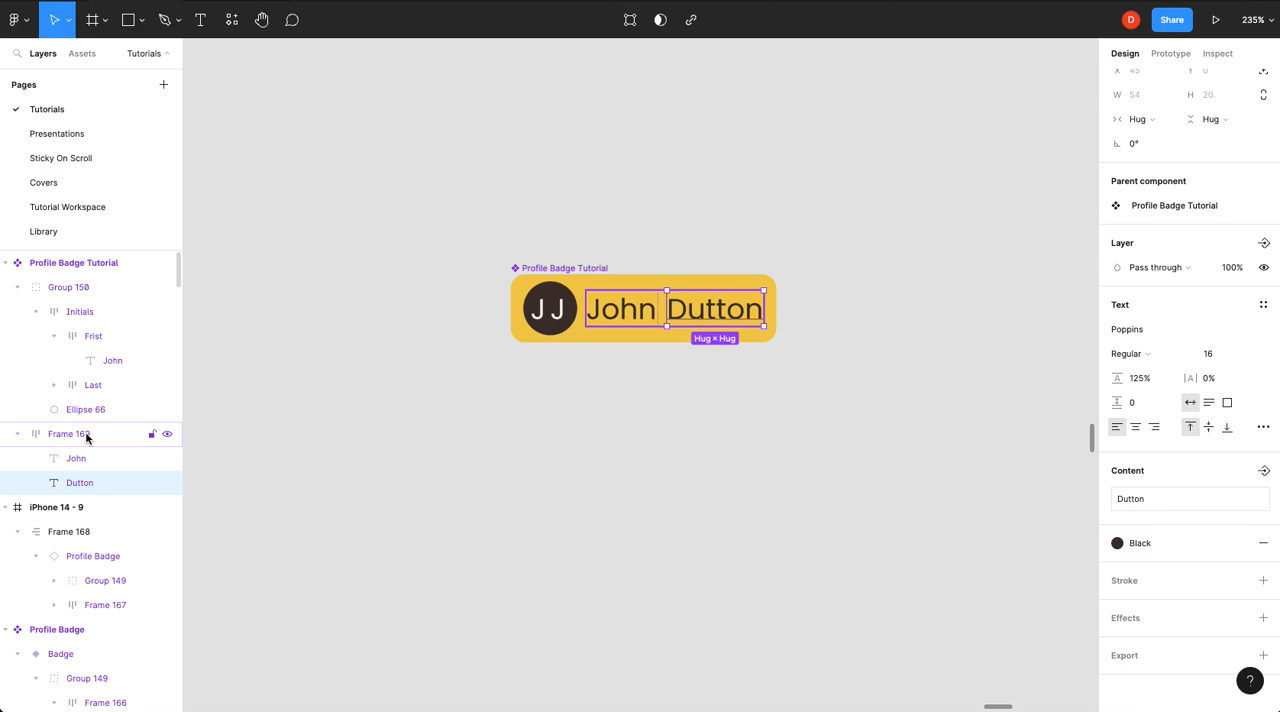 Share
235%
Layers
Assets
Tutorials
Design
Prototype
Inspect
Pages
Tutorials
Presentations
Sticky On Scroll
Covers
Tutorial Workspace
Library
Profile Badge Tutorial
Group 150
Initials
Frist
John
Last
Ellipse 66
John
Dutton
iPhone 14 - 9
Frame 168
Profile Badge
Group 149
Frame 167
Profile Badge
Badge
Group 149
Frame 166
Profile Badge Tutorial
J J
John Dutton
Hug × Hug
X 45
Y 0
W 54
H 20
Hug
Hug
0°
Parent component
Profile Badge Tutorial
Layer
Pass through
100%
Text
Poppins
Regular
16
125%
0%
0
Content
Dutton
Black
Stroke
Effects
Export
D
?